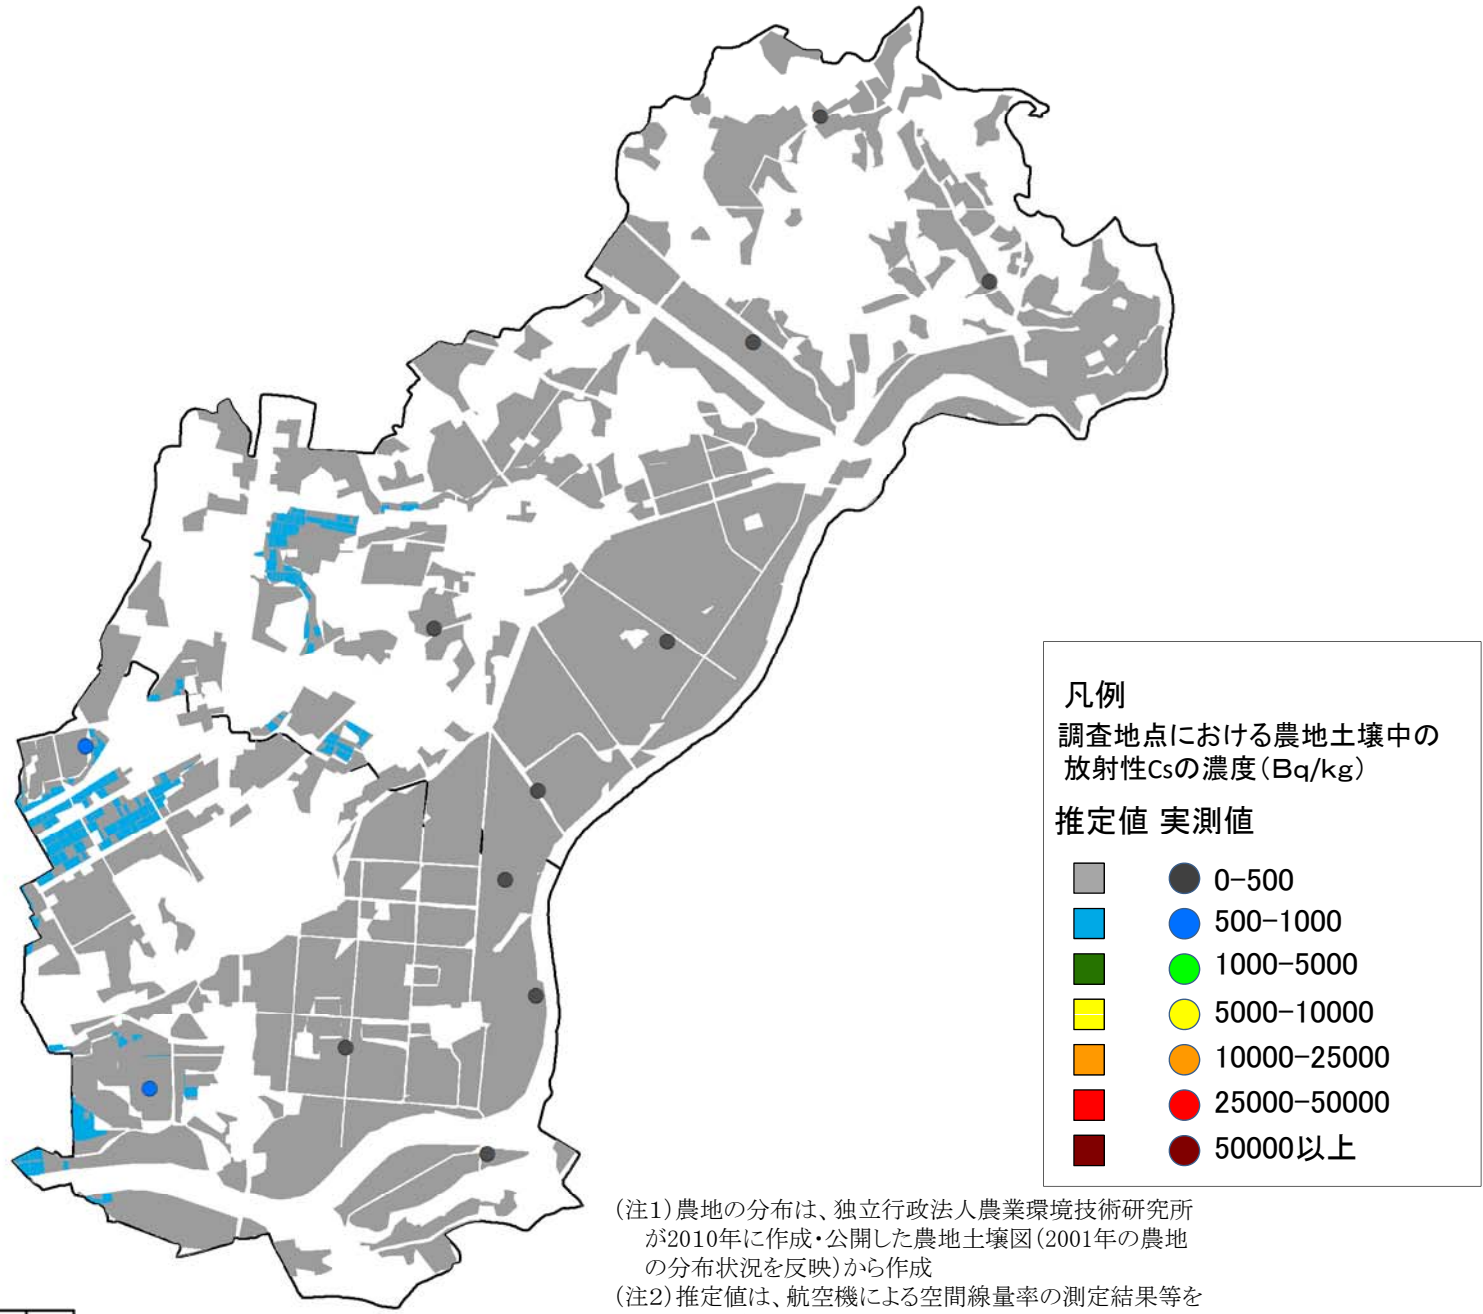 凡例
調査地点における農地土壌中の
放射性Csの濃度(Bq/kg)
推定値 実測値
0-500
500-1000
1000-5000
5000-10000
10000-25000
25000-50000
50000以上
(注1)農地の分布は、独立行政法人農業環境技術研究所
が2010年に作成・公開した農地土壌図(2001年の農地
の分布状況を反映)から作成
(注2)推定値は、航空機による空間線量率の測定結果等を